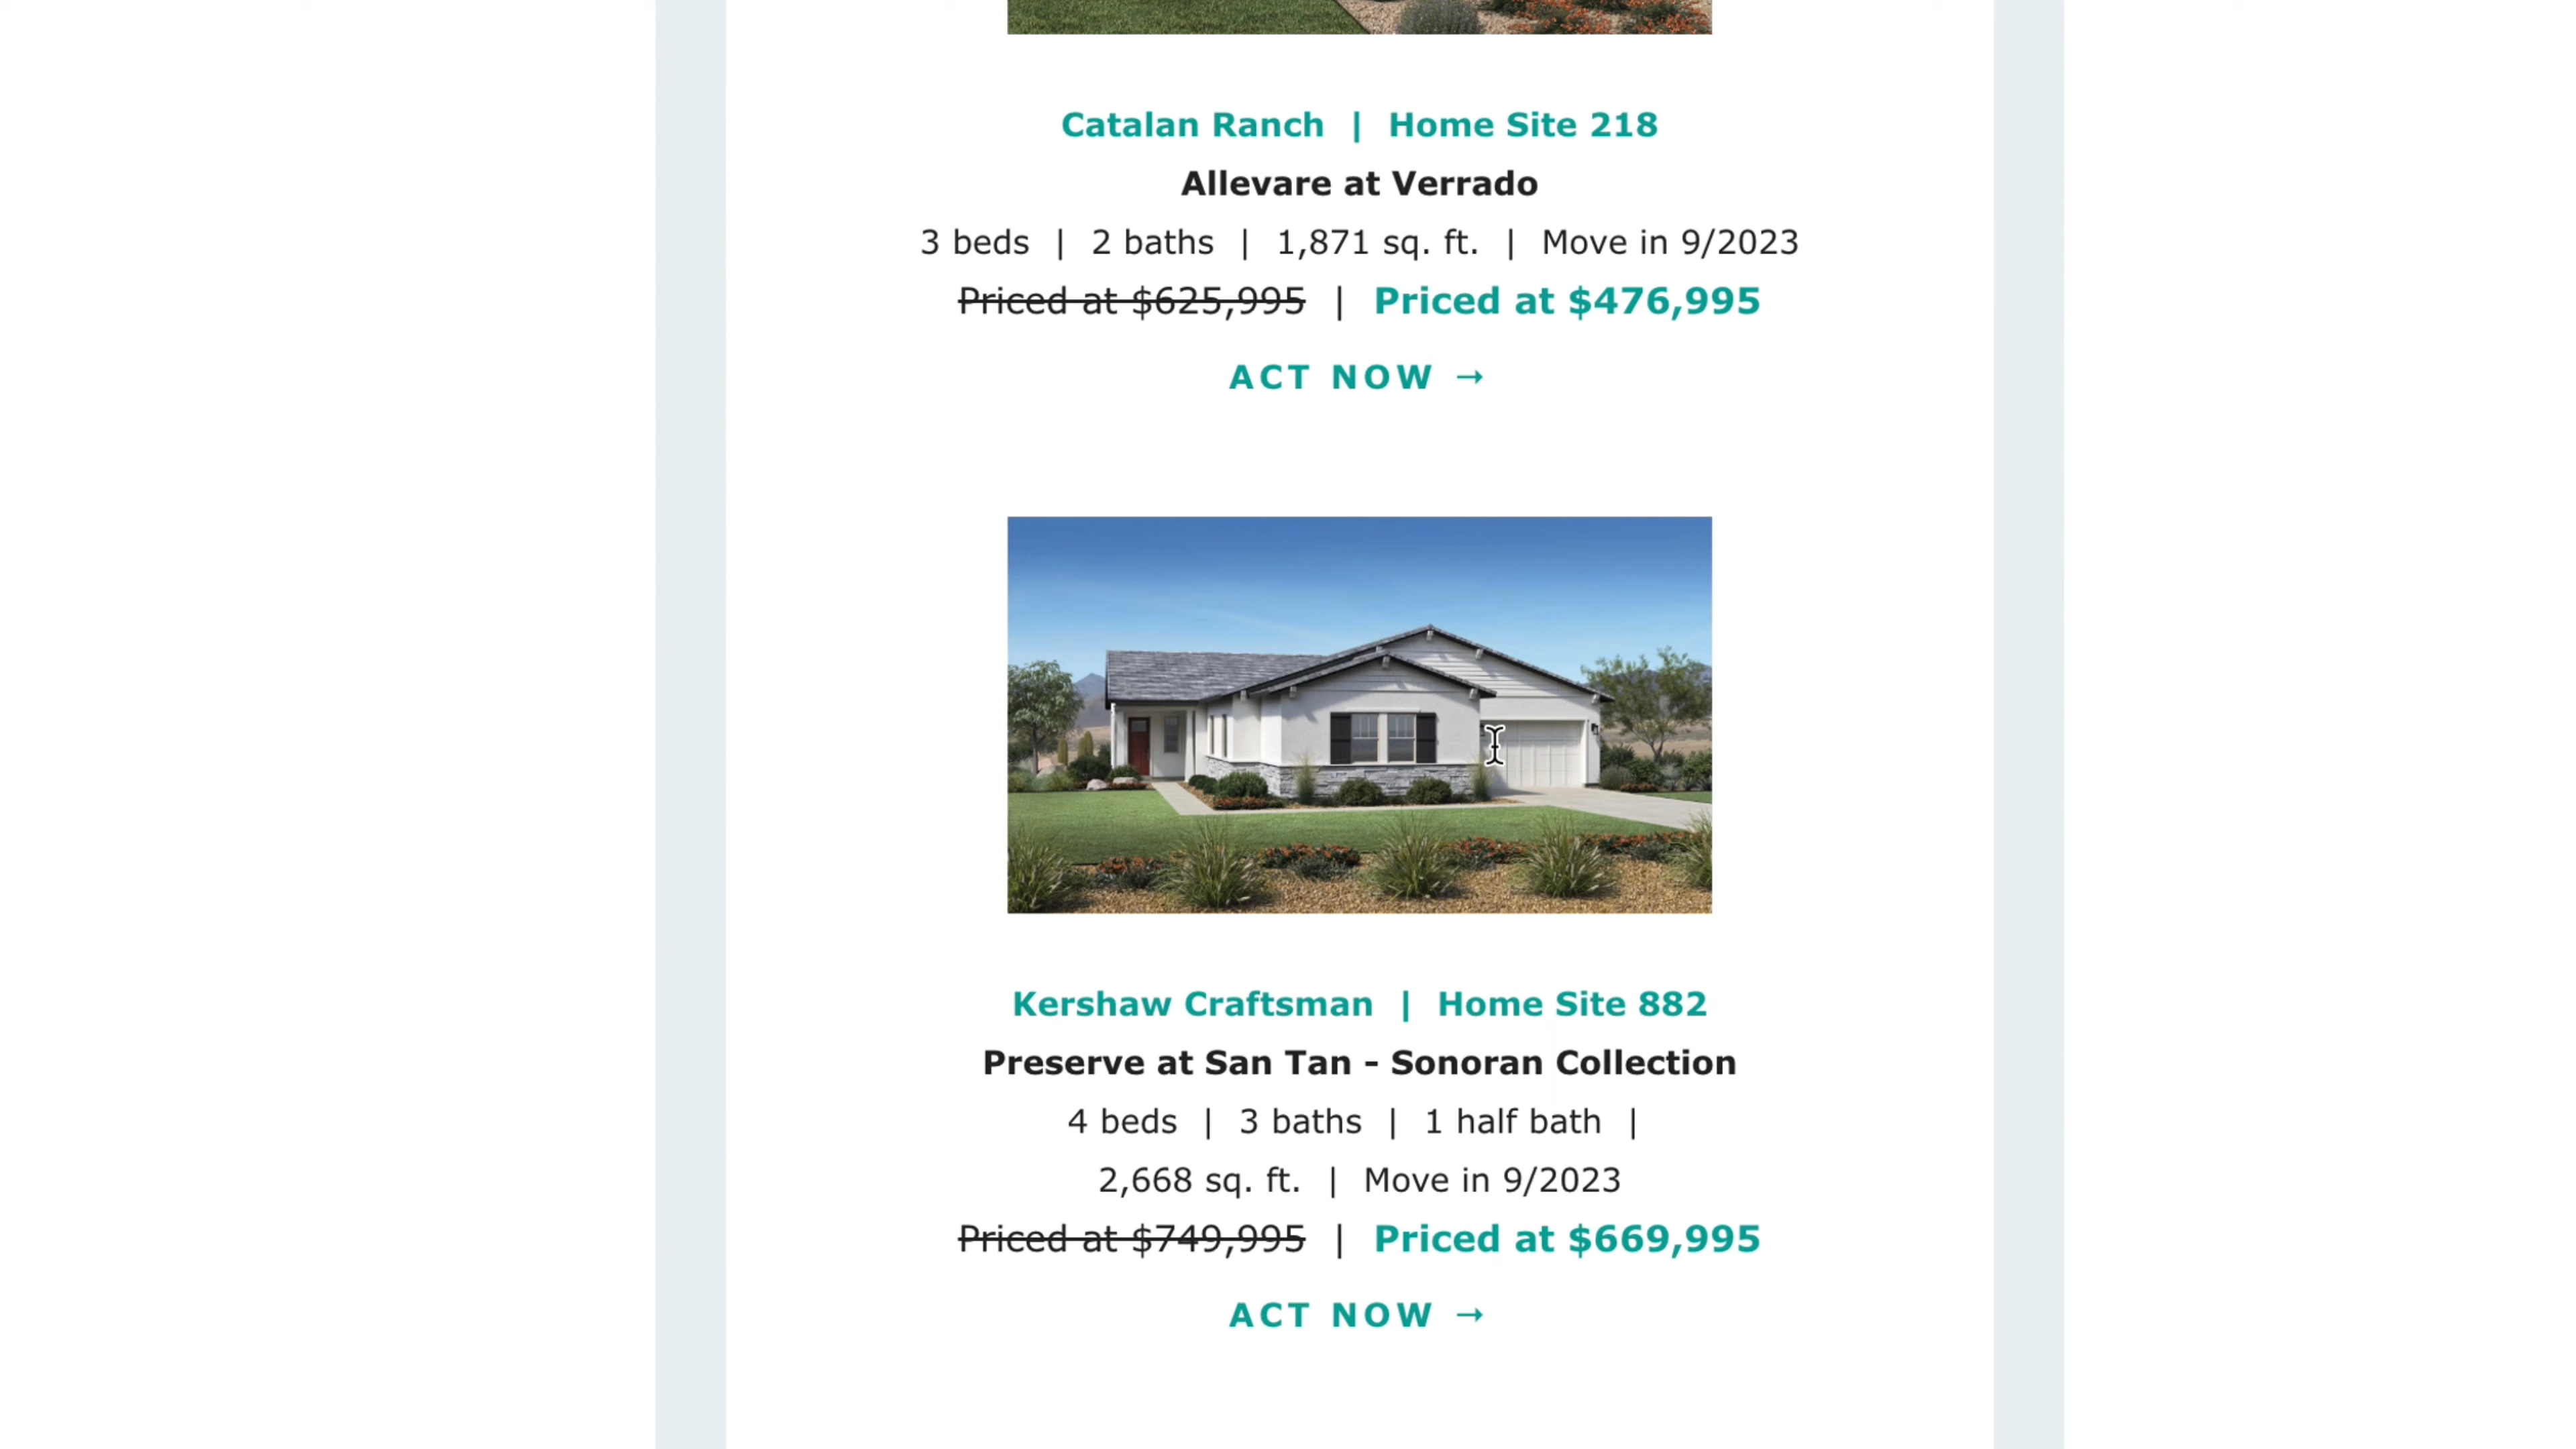 Catalan Ranch | Home Site 218
Allevare at Verrado
3 beds | 2 baths | 1,871 sq. ft. | Move in 9/2023
Priced at $625,995 | Priced at $476,995
ACT NOW →
Kershaw Craftsman | Home Site 882
Preserve at San Tan - Sonoran Collection
4 beds | 3 baths | 1 half bath |
2,668 sq. ft. | Move in 9/2023
Priced at $749,995 | Priced at $669,995
ACT NOW →